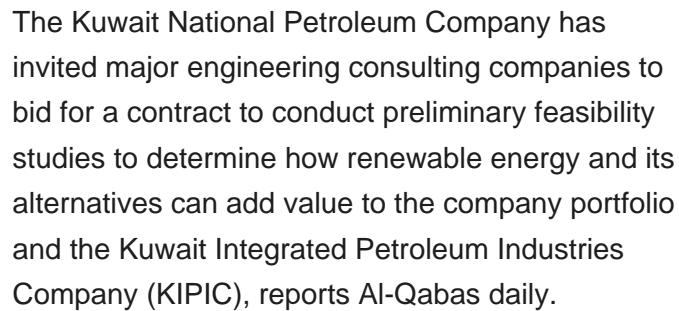 The Kuwait National Petroleum Company has
invited major engineering consulting companies to
bid for a contract to conduct preliminary feasibility
studies to determine how renewable energy and its
alternatives can add value to the company portfolio
and the Kuwait Integrated Petroleum Industries
Company (KIPIC), reports Al-Qabas daily.